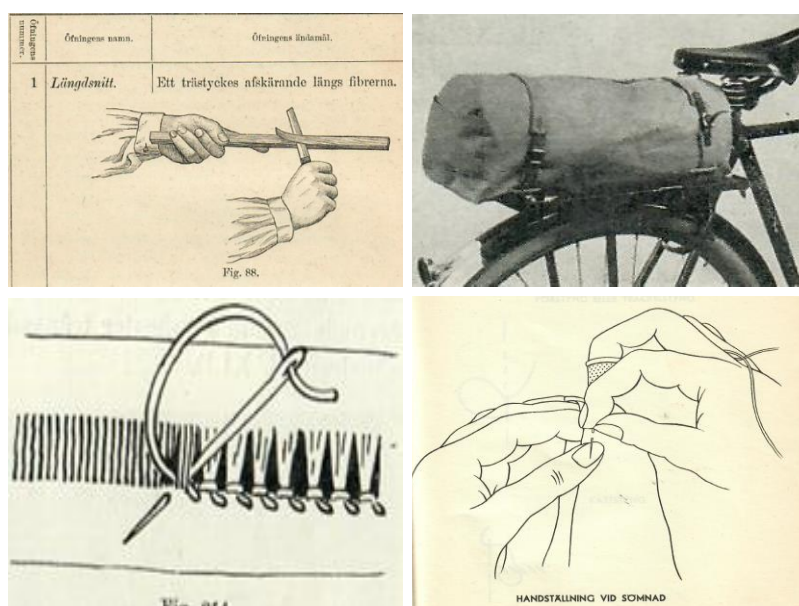 Öfningens
nummer.
Öfningens namn.
Öfningens ändamål.
1 Längdsnitt. Ett trästyckes afskärande längs fibrerna.
Fig. 88.
HANDSTÄLLNING VID SÖMNAD